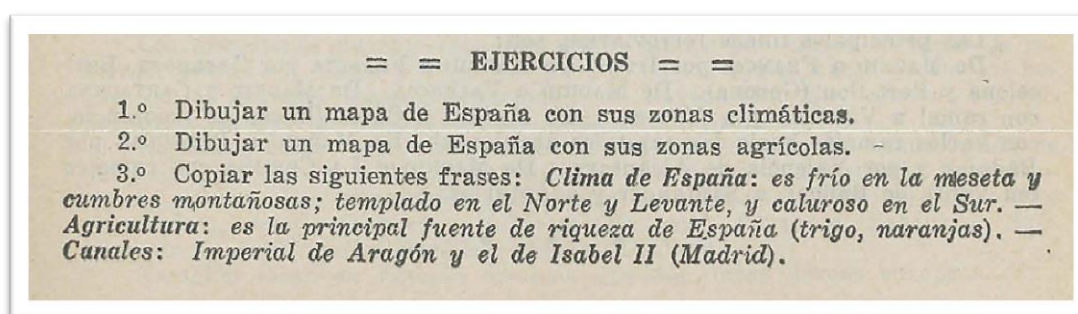 = = EJERCICIOS = =
1.º Dibujar un mapa de España con sus zonas climáticas.
2.º Dibujar un mapa de España con sus zonas agrícolas. –
3.º Copiar las siguientes frases: Clima de España: es frío en la meseta y
cumbres montañosas; templado en el Norte y Levante, y caluroso en el Sur. —
Agricultura: es la principal fuente de riqueza de España (trigo, naranjas). —
Canales: Imperial de Aragón y el de Isabel II (Madrid).